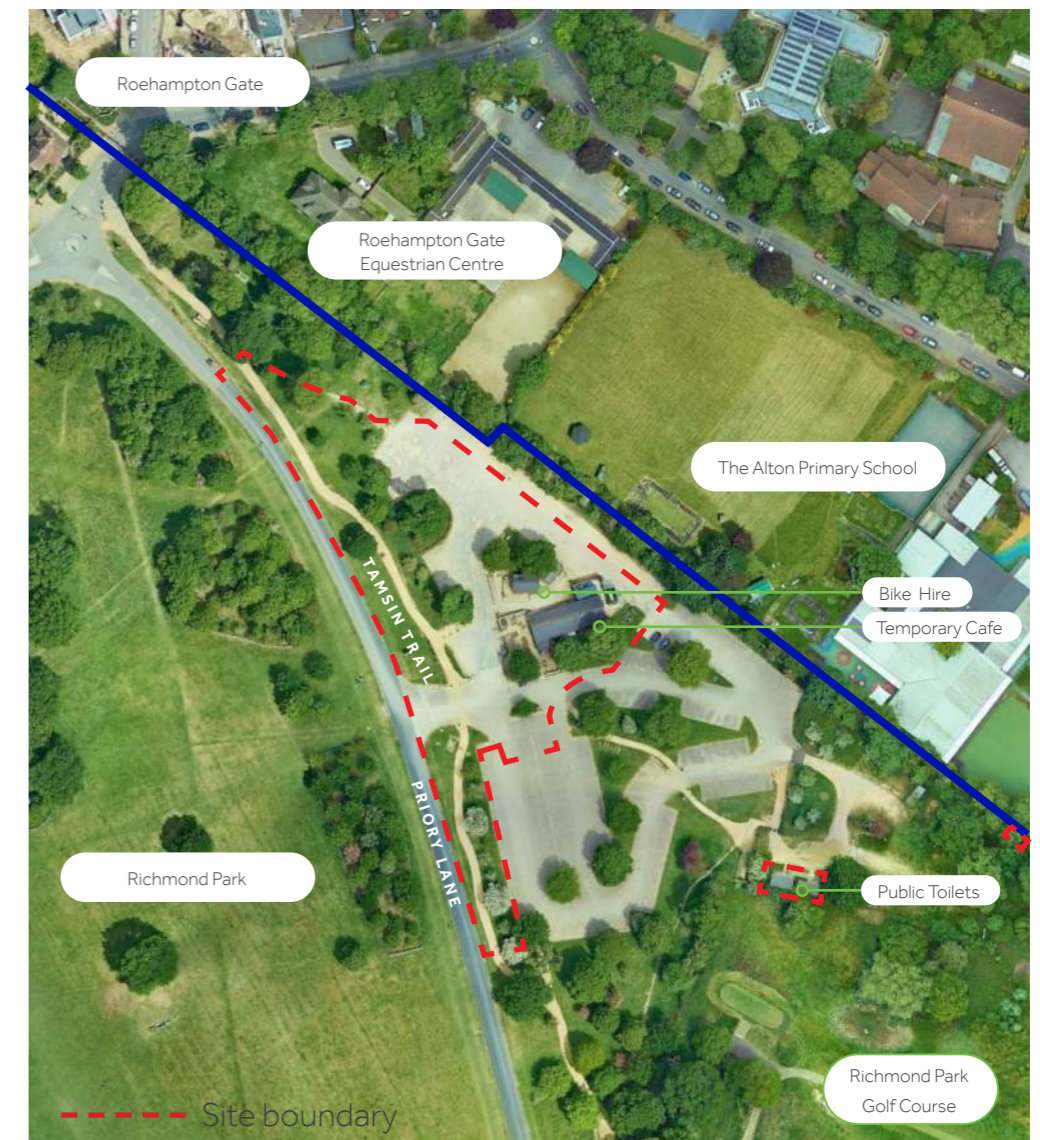 Roehampton Gate
Roehampton Gate
Equestrian Centre
The Alton Primary School
TAMSIN TRAIL
Bike Hire
Temporary Cafe
PRIORY LANE
Richmond Park
Public Toilets
Richmond Park
Golf Course
Site boundary